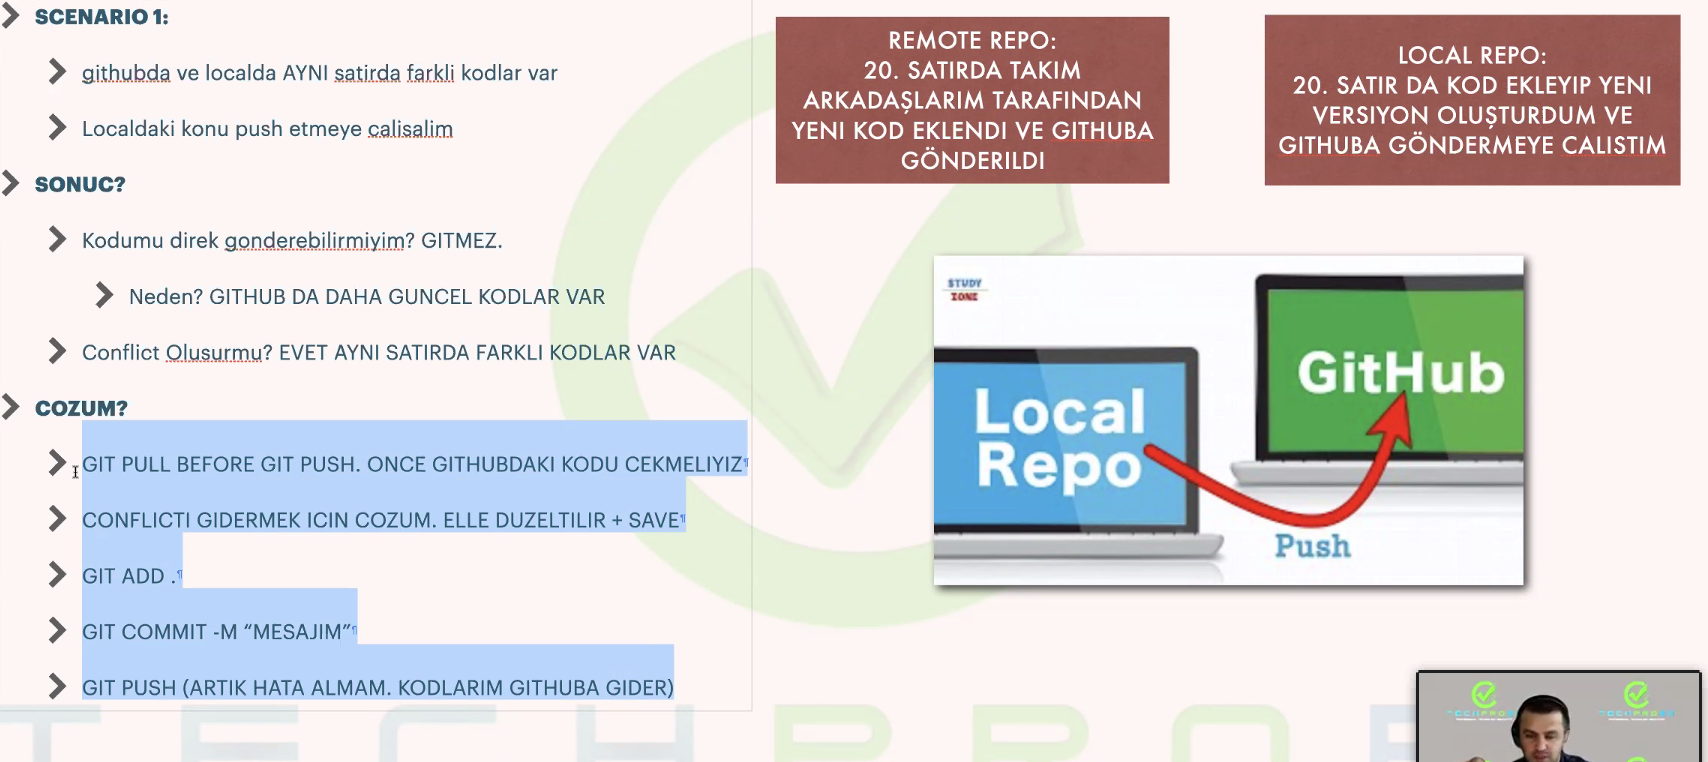 SCENARIO 1:
githubda ve localda AYNI satirda farkli kodlar var
Localdaki konu push etmeye calisalim
SONUC?
Kodumu direk gonderebilirmiyim? GITMEZ.
Neden? GITHUB DA DAHA GUNCEL KODLAR VAR
Conflict Olusurmu? EVET AYNI SATIRDA FARKLI KODLAR VAR
COZUM?
GIT PULL BEFORE GIT PUSH. ONCE GITHUBDAKI KODU CEKMELIYIZ
CONFLICTI GIDERMEK ICIN COZUM. ELLE DUZELTILIR + SAVE
GIT ADD .
GIT COMMIT -M “MESAJIM”
GIT PUSH (ARTIK HATA ALMAM. KODLARIM GITHUBA GIDER)
REMOTE REPO:
20. SATIRDA TAKIM
ARKADAŞLARIM TARAFINDAN
YENI KOD EKLENDI VE GITHUBA
GÖNDERILDI
LOCAL REPO:
20. SATIR DA KOD EKLEYIP YENI
VERSIYON OLUŞTURDUM VE
GITHUBA GÖNDERMEYE CALISTIM
STUDY
ZONE
Local
Repo
GitHub
Push
TECHPROE